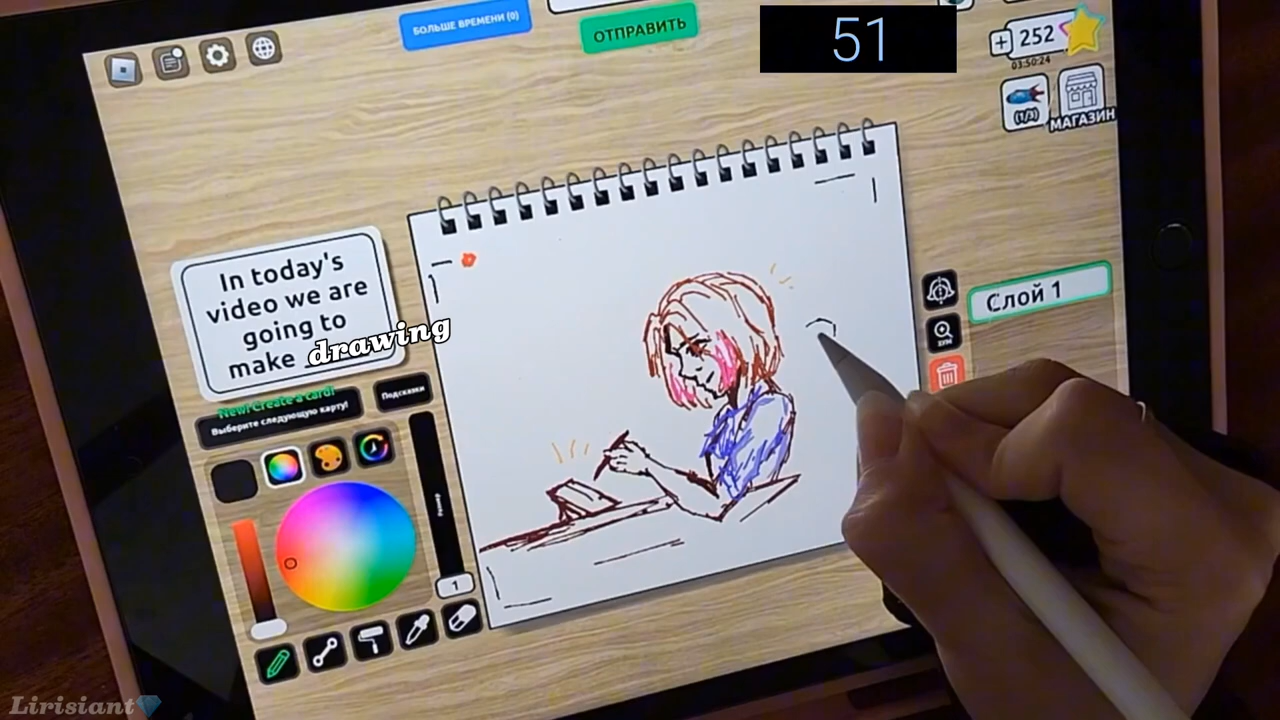 БОЛЬШЕ ВРЕМЕНИ (0)
ОТПРАВИТЬ
51
252
03:50:24
(1/3)
МАГАЗИН
In today's
video we are
going to
make drawing
New! Create a card!
Выберите следующую карту!
Подсказки
Слой 1
ЗУМ
1
Lirisiant